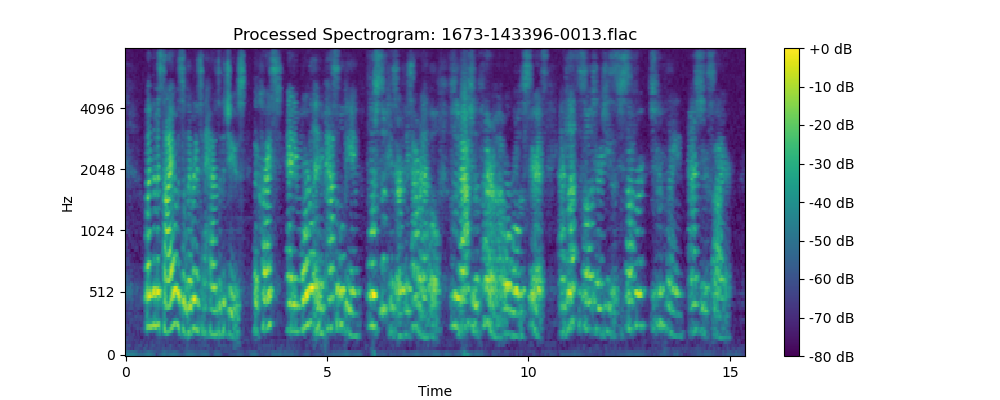 Processed Spectrogram: 1673-143396-0013.flac
Hz
4096
2048
1024
512
0
0 5 10 15
Time
+0 dB
-10 dB
-20 dB
-30 dB
-40 dB
-50 dB
-60 dB
-70 dB
-80 dB